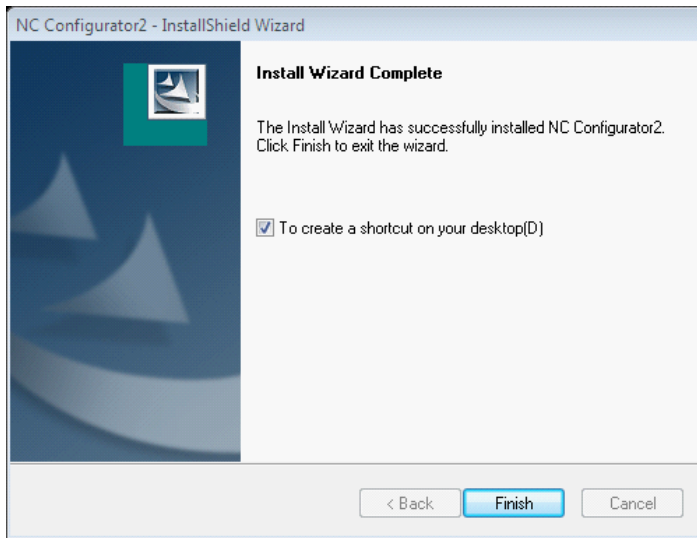 NC Configurator2 - InstallShield Wizard
Install Wizard Complete
The Install Wizard has successfully installed NC Configurator2.
Click Finish to exit the wizard.
To create a shortcut on your desktop(D)
< Back
Finish
Cancel